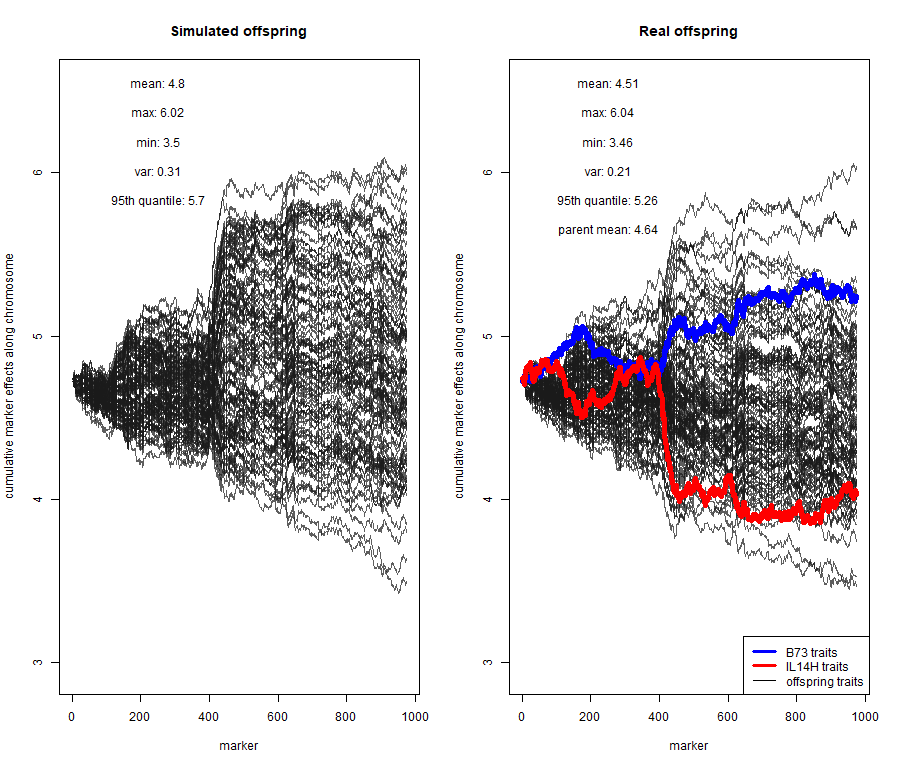 Simulated offspring
mean: 4.8
max: 6.02
min: 3.5
var: 0.31
95th quantile: 5.7
cumulative marker effects along chromosome
6
5
4
3
0 200 400 600 800 1000
marker
Real offspring
mean: 4.51
max: 6.04
min: 3.46
var: 0.21
95th quantile: 5.26
parent mean: 4.64
cumulative marker effects along chromosome
6
5
4
3
B73 traits
IL14H traits
offspring traits
0 200 400 600 800 1000
marker